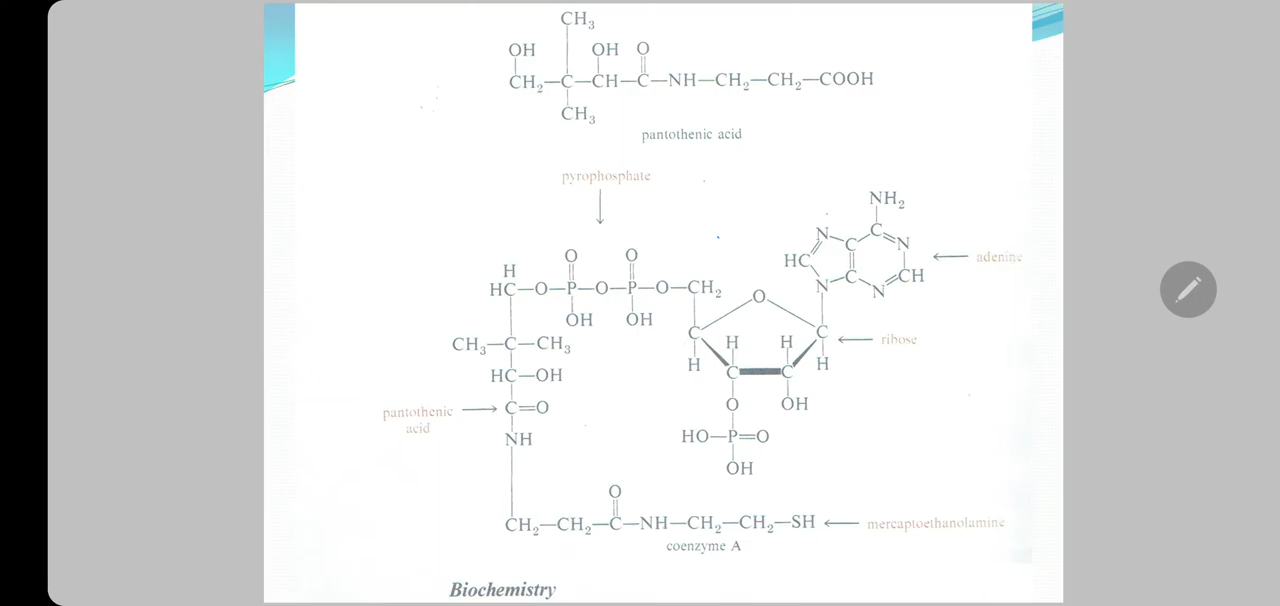 CH3
OH OH O
CH2—C—CH—C—NH—CH2—CH2—COOH
CH3
pantothenic acid
pyrophosphate
NH2
N C N
HC C CH
N C N
adenine
O O
H
HC—O—P—O—P—O—CH2
OH OH
O
C C
ribose
H H H H
C C
CH3—C—CH3
HC—OH
O OH
pantothenic
acid
C=O
NH
HO—P=O
OH
O
CH2—CH2—C—NH—CH2—CH2—SH
mercaptoethanolamine
coenzyme A
Biochemistry